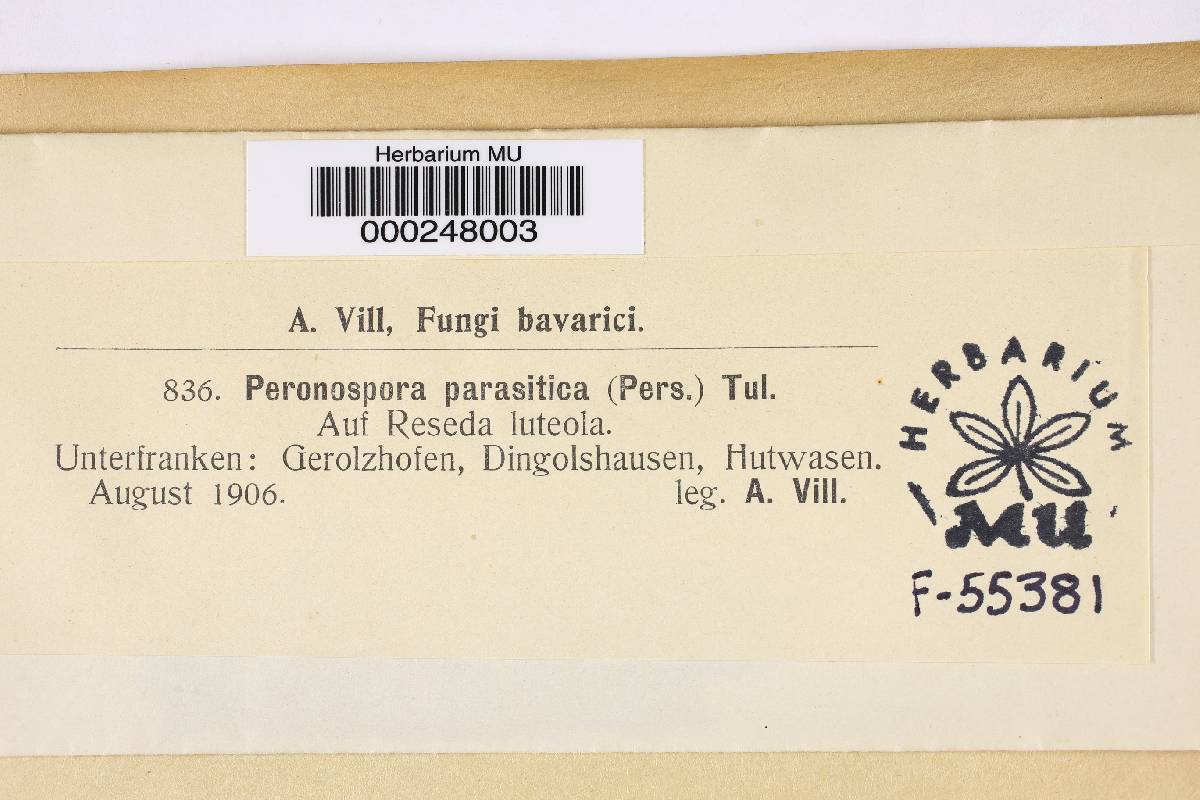 Herbarium MU
000248003
A. Vill, Fungi bavarici.
836. Peronospora parasitica (Pers.) Tul.
Auf Reseda luteola.
Unterfranken: Gerolzhofen, Dingolshausen, Hutwasen.
August 1906. leg. A. Vill.
HERBARIUM
MU
F-55381